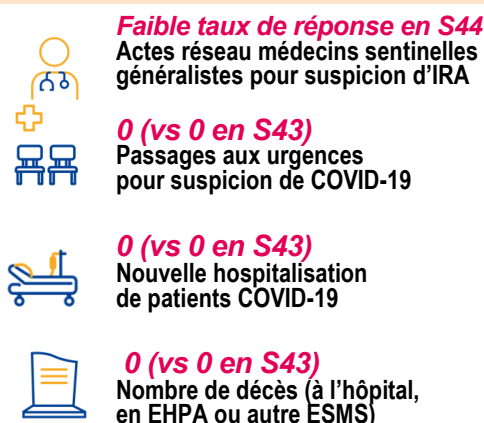 Faible taux de réponse en S44
Actes réseau médecins sentinelles
généralistes pour suspicion d'IRA
0 (vs 0 en S43)
Passages aux urgences
pour suspicion de COVID-19
0 (vs 0 en S43)
Nouvelle hospitalisation
de patients COVID-19
0 (vs 0 en S43)
Nombre de décès (à l'hôpital,
en EHPA ou autre ESMS)